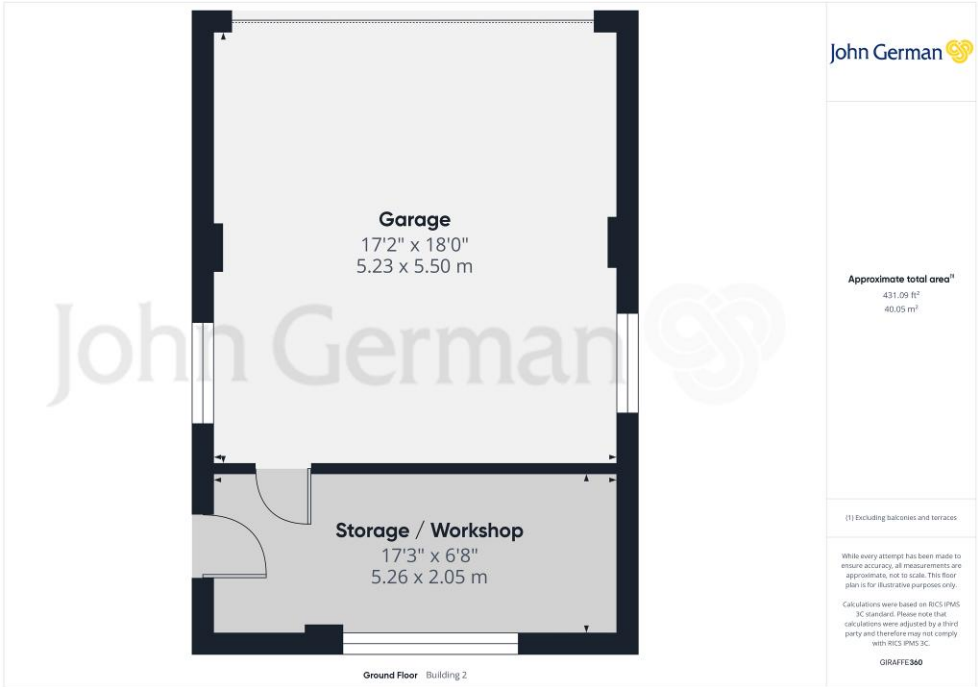 John German
Garage
17'2" x 18'0"
5.23 x 5.50 m
John German
Storage / Workshop
17'3" x 6'8"
5.26 x 2.05 m
Ground Floor Building 2
Approximate total area(1)
431.09 ft²
40.05 m²
(1) Excluding balconies and terraces
While every attempt has been made to
ensure accuracy, all measurements are
approximate, not to scale. This floor
plan is for illustrative purposes only.
Calculations were based on RICS IPMS
3C standard. Please note that
calculations were adjusted by a third
party and therefore may not comply
with RICS IPMS 3C.
GIRAFFE360